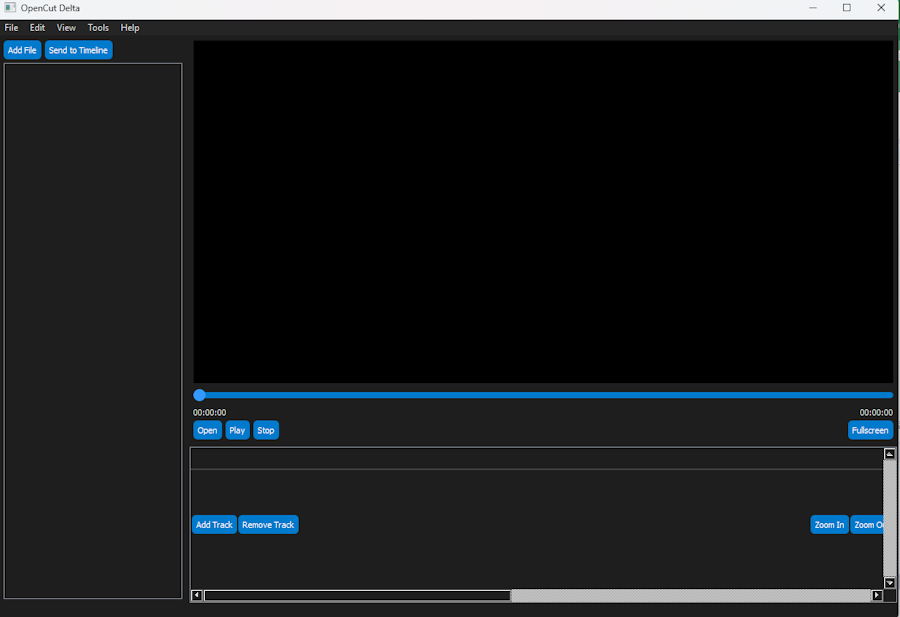 OpenCut Delta
File Edit View Tools Help
Add File Send to Timeline
00:00:00 00:00:00
Open Play Stop Fullscreen
Add Track Remove Track Zoom In Zoom Ou